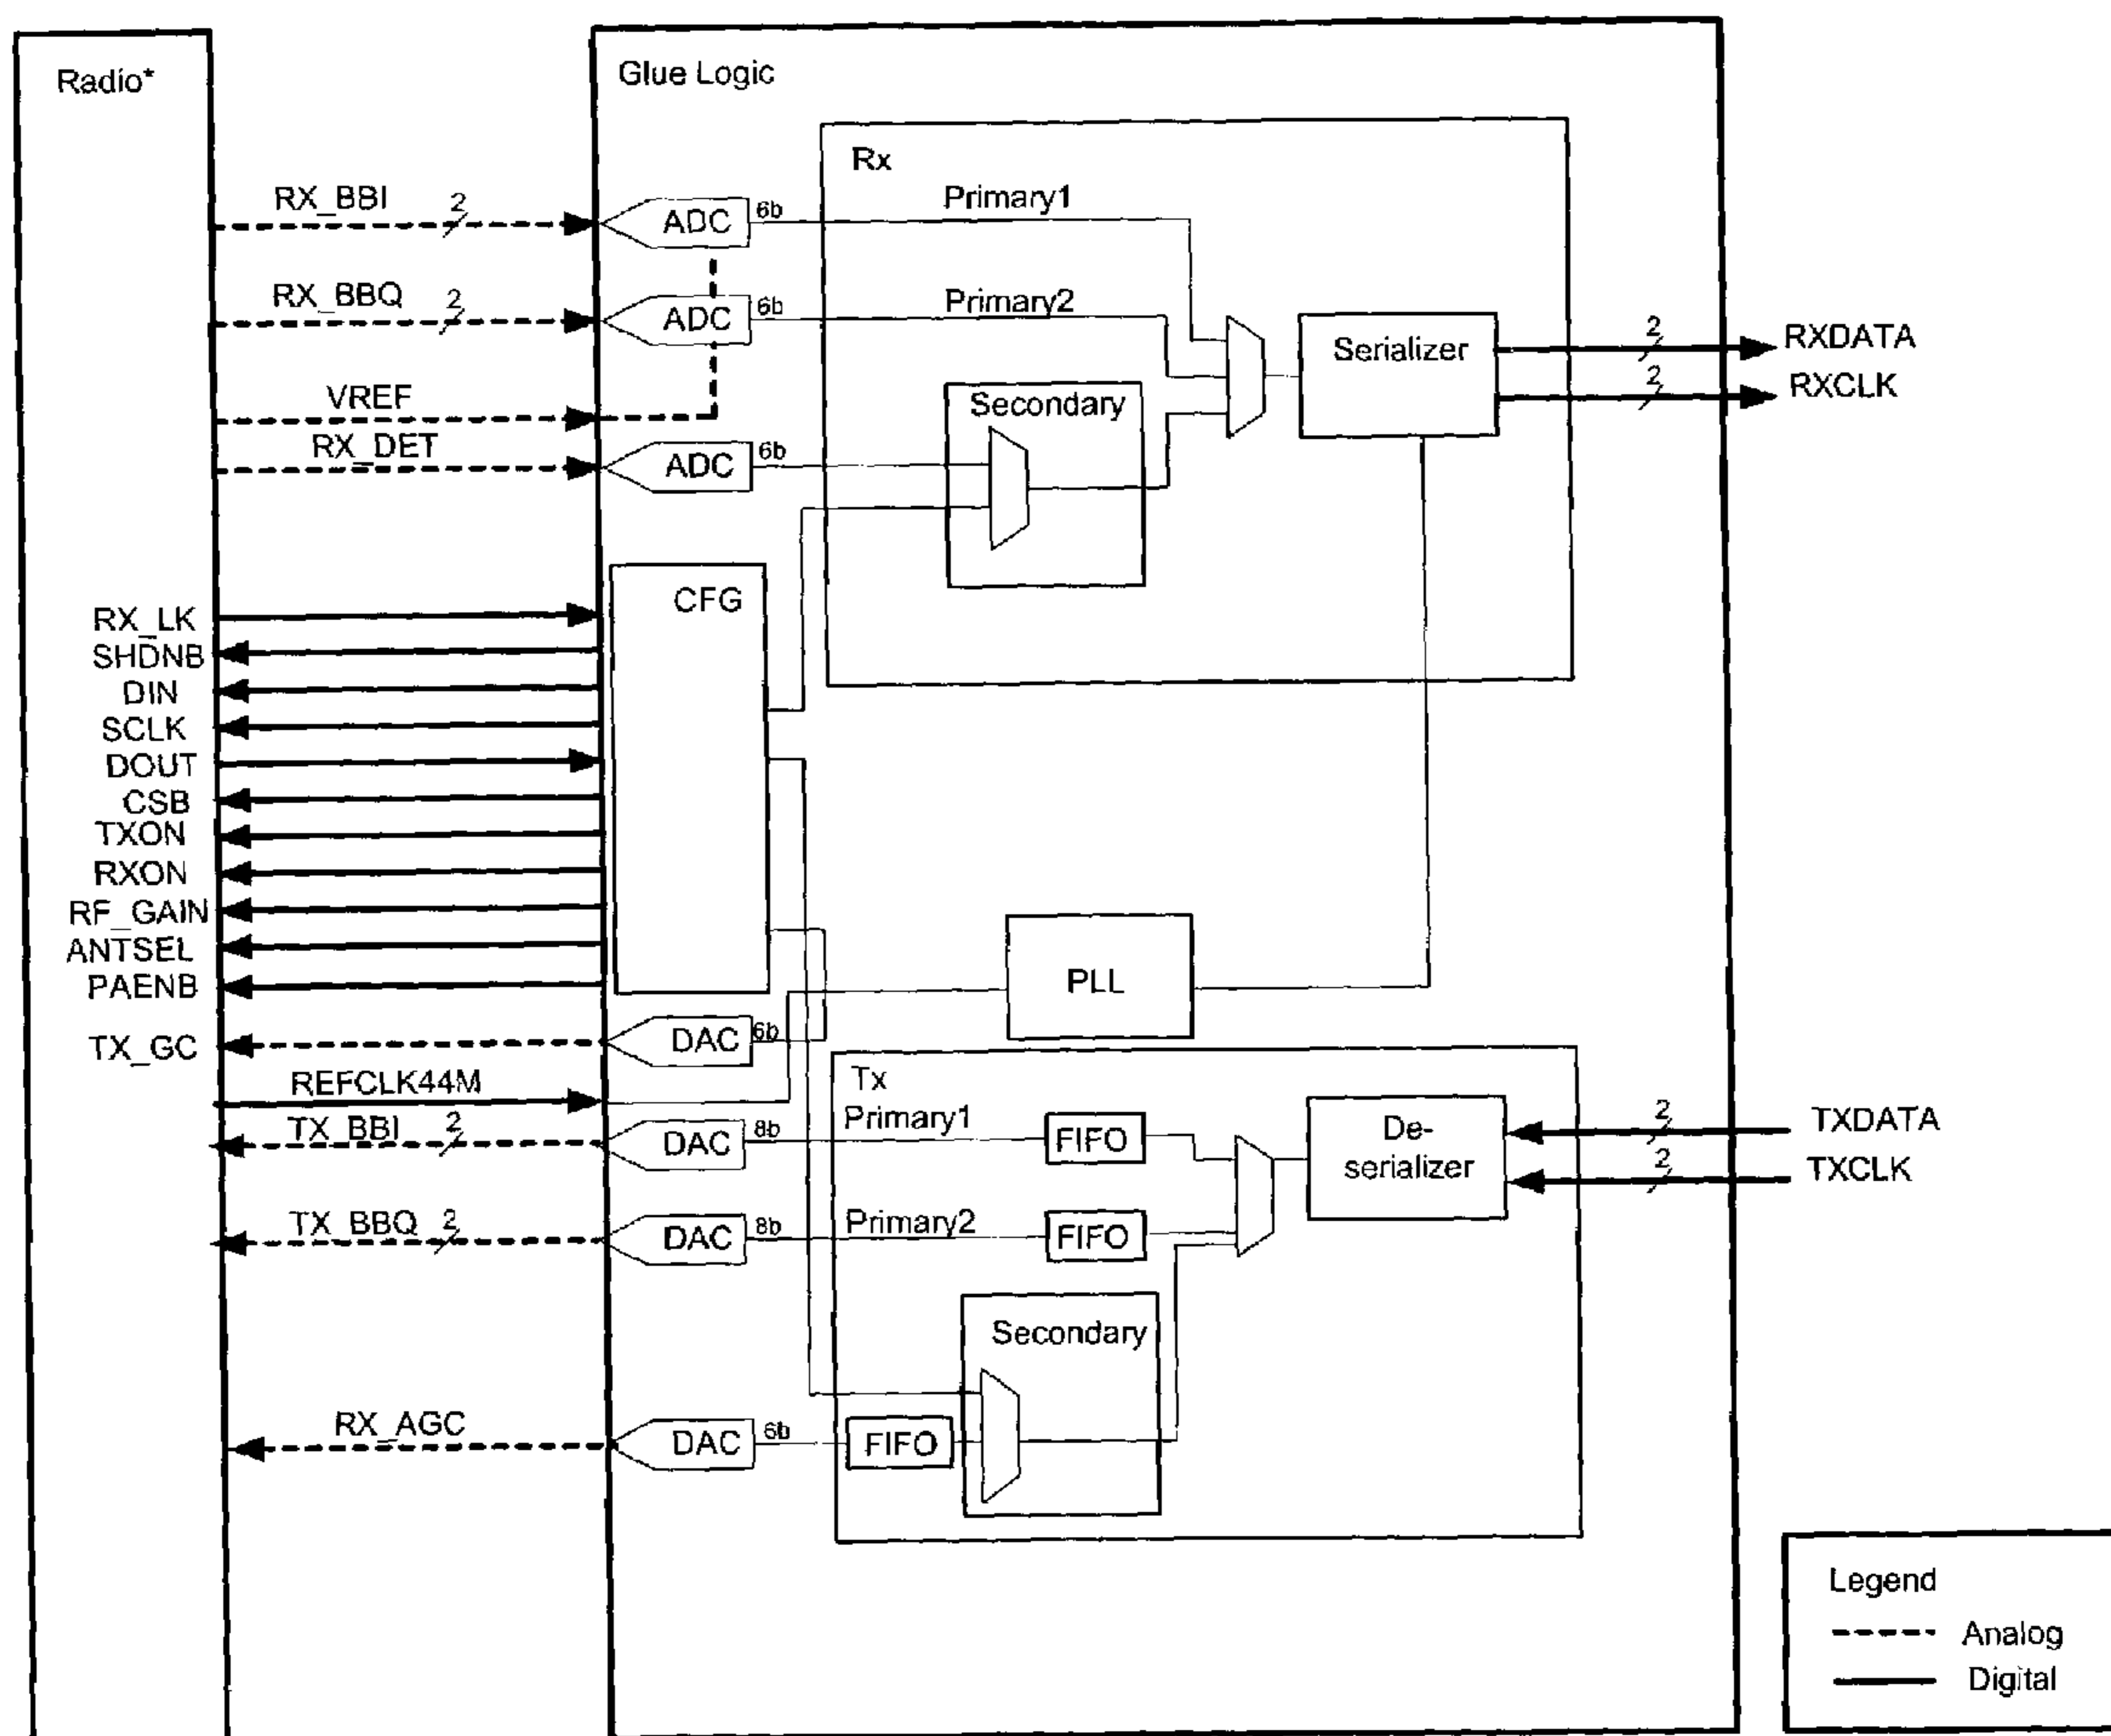 Radio*
Glue Logic
Rx
RX_BBI
2
ADC
6b
Primary1
RX_BBQ
2
ADC
6b
Primary2
VREF
RX_DET
ADC
6b
Secondary
Serializer
2
RXDATA
2
RXCLK
CFG
RX_LK
SHDNB
DIN
SCLK
DOUT
CSB
TXON
RXON
RF_GAIN
ANTSEL
PAENB
PLL
TX_GC
DAC
6b
REFCLK44M
Tx
TX_BBI
2
DAC
8b
Primary1
FIFO
De-
serializer
2
TXDATA
2
TXCLK
TX_BBQ
2
DAC
8b
Primary2
FIFO
Secondary
RX_AGC
DAC
6b
FIFO
Legend
Analog
Digital